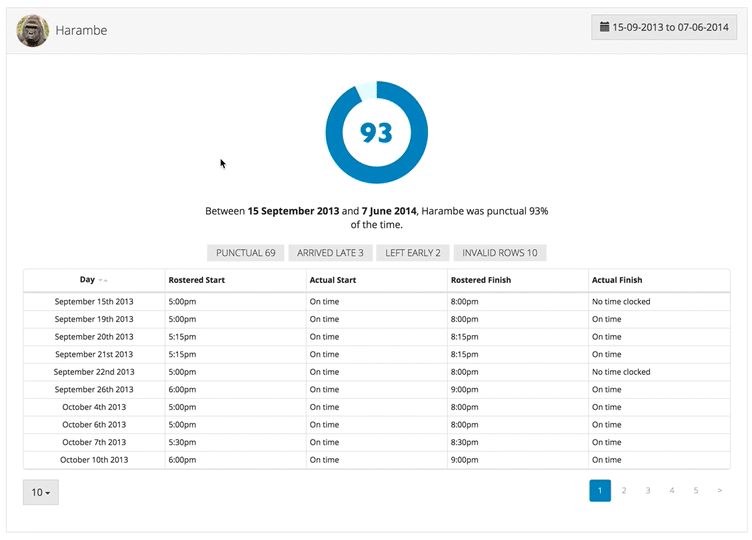 Harambe
15-09-2013 to 07-06-2014
93
Between 15 September 2013 and 7 June 2014, Harambe was punctual 93%
of the time.
PUNCTUAL 69 ARRIVED LATE 3 LEFT EARLY 2 INVALID ROWS 10
Day Rostered Start Actual Start Rostered Finish Actual Finish
September 15th 2013 5:00pm On time 8:00pm No time clocked
September 19th 2013 5:00pm On time 8:00pm On time
September 20th 2013 5:15pm On time 8:15pm On time
September 21st 2013 5:15pm On time 8:15pm On time
September 22nd 2013 5:00pm On time 8:00pm No time clocked
September 26th 2013 6:00pm On time 9:00pm On time
October 4th 2013 5:00pm On time 8:00pm On time
October 6th 2013 5:00pm On time 8:00pm On time
October 7th 2013 5:30pm On time 8:30pm On time
October 10th 2013 6:00pm On time 9:00pm On time
10 1 2 3 4 5 >